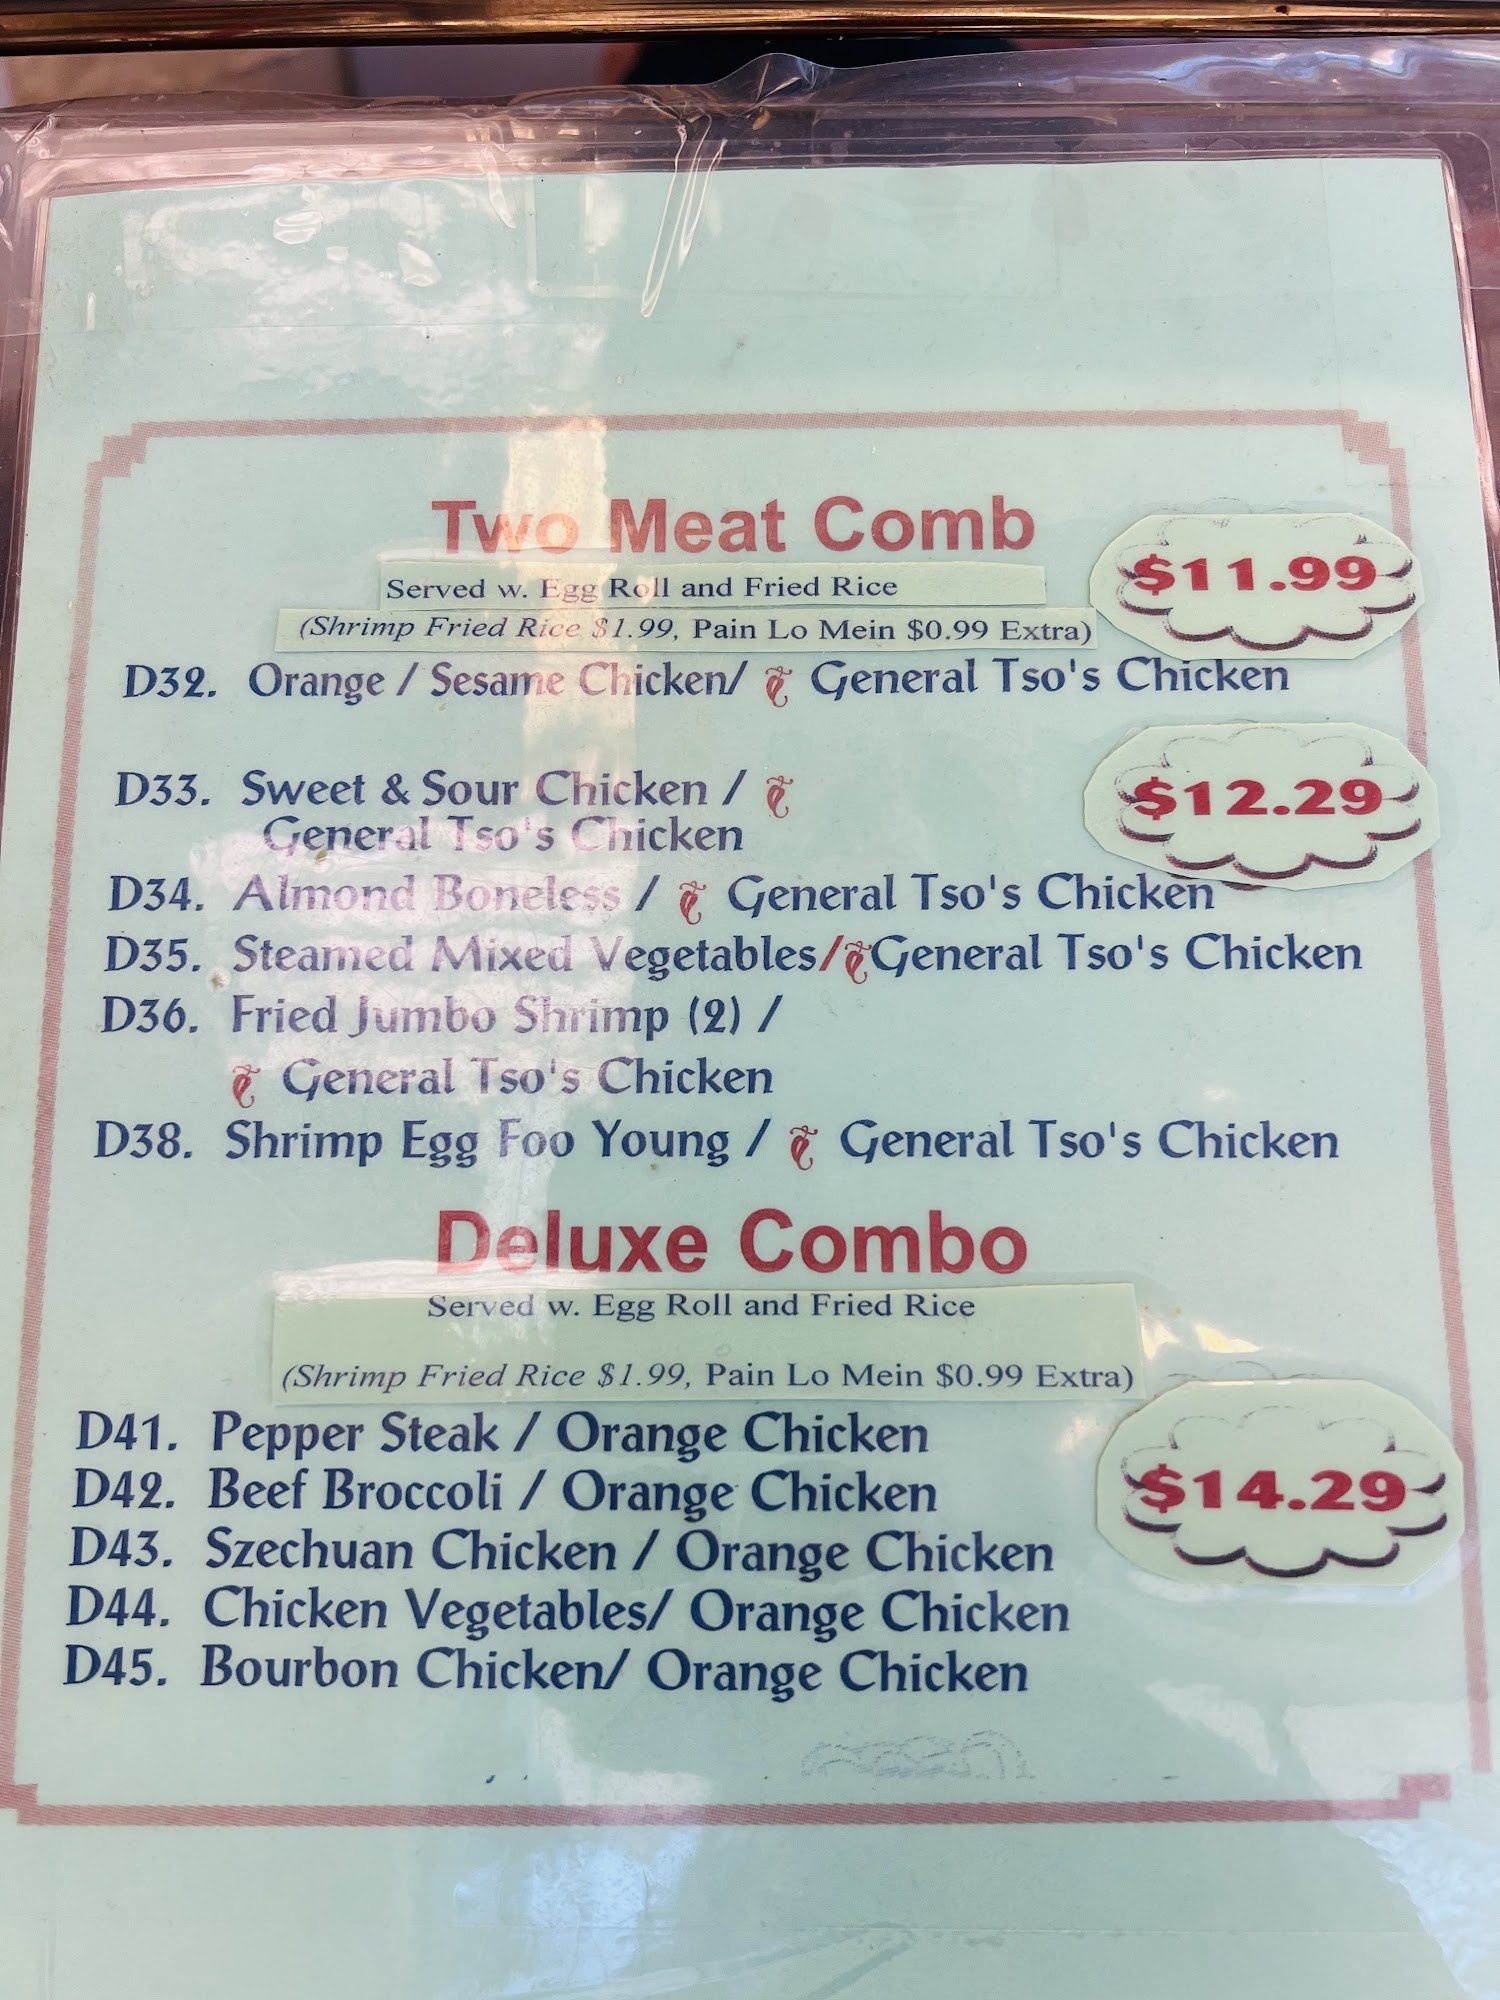 Two Meat Comb
$11.99
Served w. Egg Roll and Fried Rice
(Shrimp Fried Rice $1.99, Pain Lo Mein $0.99 Extra)
D32. Orange / Sesame Chicken/ General Tso's Chicken
$12.29
D33. Sweet & Sour Chicken /
General Tso's Chicken
D34. Almond Boneless / General Tso's Chicken
D35. Steamed Mixed Vegetables/General Tso's Chicken
D36. Fried Jumbo Shrimp (2) /
General Tso's Chicken
D38. Shrimp Egg Foo Young / General Tso's Chicken
Deluxe Combo
Served w. Egg Roll and Fried Rice
(Shrimp Fried Rice $1.99, Pain Lo Mein $0.99 Extra)
D41. Pepper Steak / Orange Chicken
D42. Beef Broccoli / Orange Chicken
$14.29
D43. Szechuan Chicken / Orange Chicken
D44. Chicken Vegetables/ Orange Chicken
D45. Bourbon Chicken/ Orange Chicken